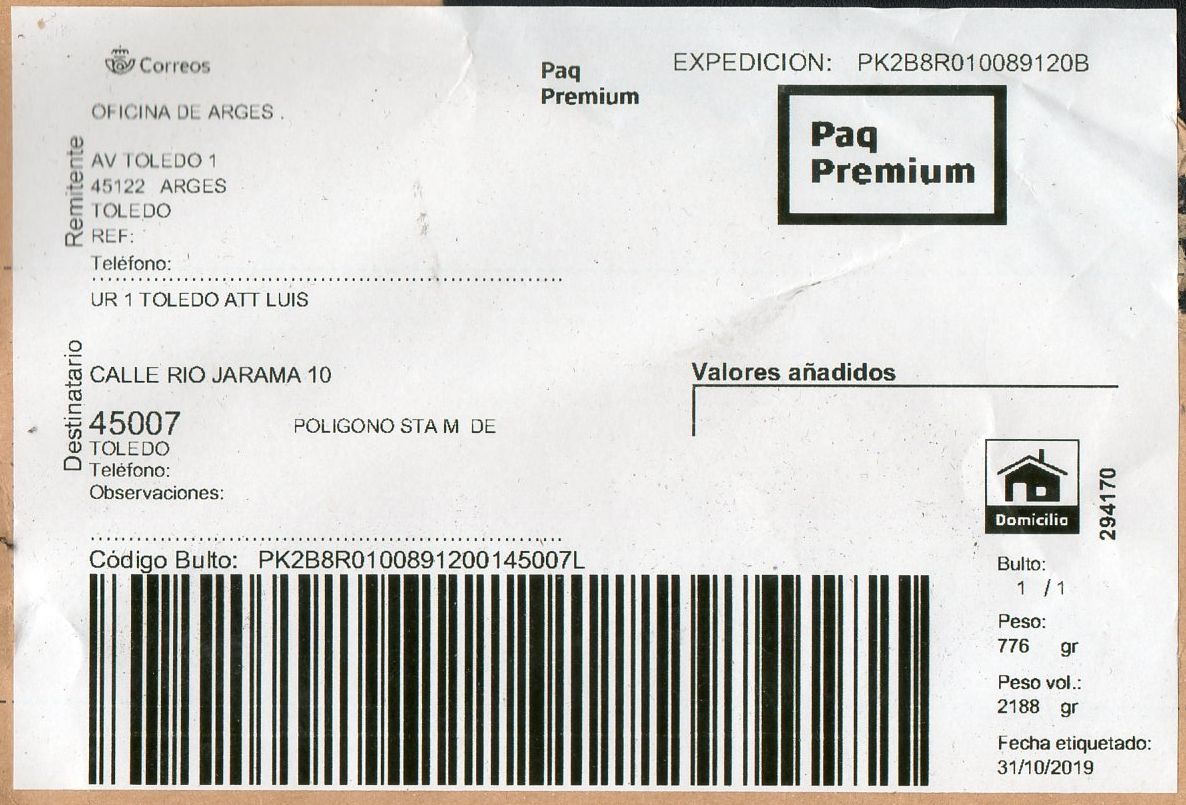 Correos
Paq
Premium
EXPEDICION: PK2B8R010089120B
Paq
Premium
Remitente
OFICINA DE ARGES .
AV TOLEDO 1
45122 ARGES
TOLEDO
REF:
Teléfono:
Destinatario
UR 1 TOLEDO ATT LUIS
CALLE RIO JARAMA 10
45007 POLIGONO STA M DE
TOLEDO
Teléfono:
Observaciones:
Valores añadidos
Domicilio
294170
Código Bulto: PK2B8R0100891200145007L
Bulto:
1 / 1
Peso:
776 gr
Peso vol.:
2188 gr
Fecha etiquetado:
31/10/2019